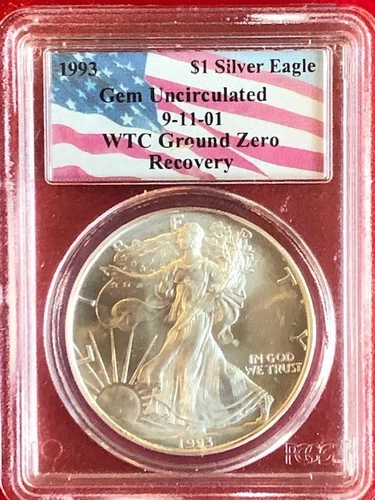 1993 $1 Silver Eagle
Gem Uncirculated
9-11-01
WTC Ground Zero
Recovery
LIBERTY
IN GOD
WE TRUST
1993
PCGS